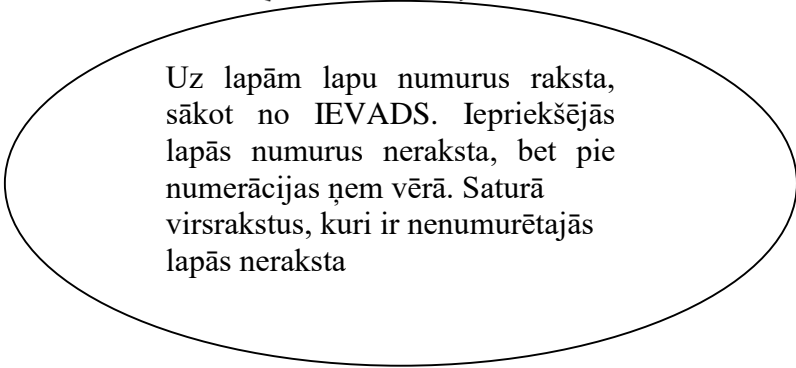 Uz lapām lapu numurus raksta,
sākot no IEVADS. Iepriekšējās
lapās numurus neraksta, bet pie
numerācijas ņem vērā. Saturā
virsrakstus, kuri ir nenumurētajās
lapās neraksta